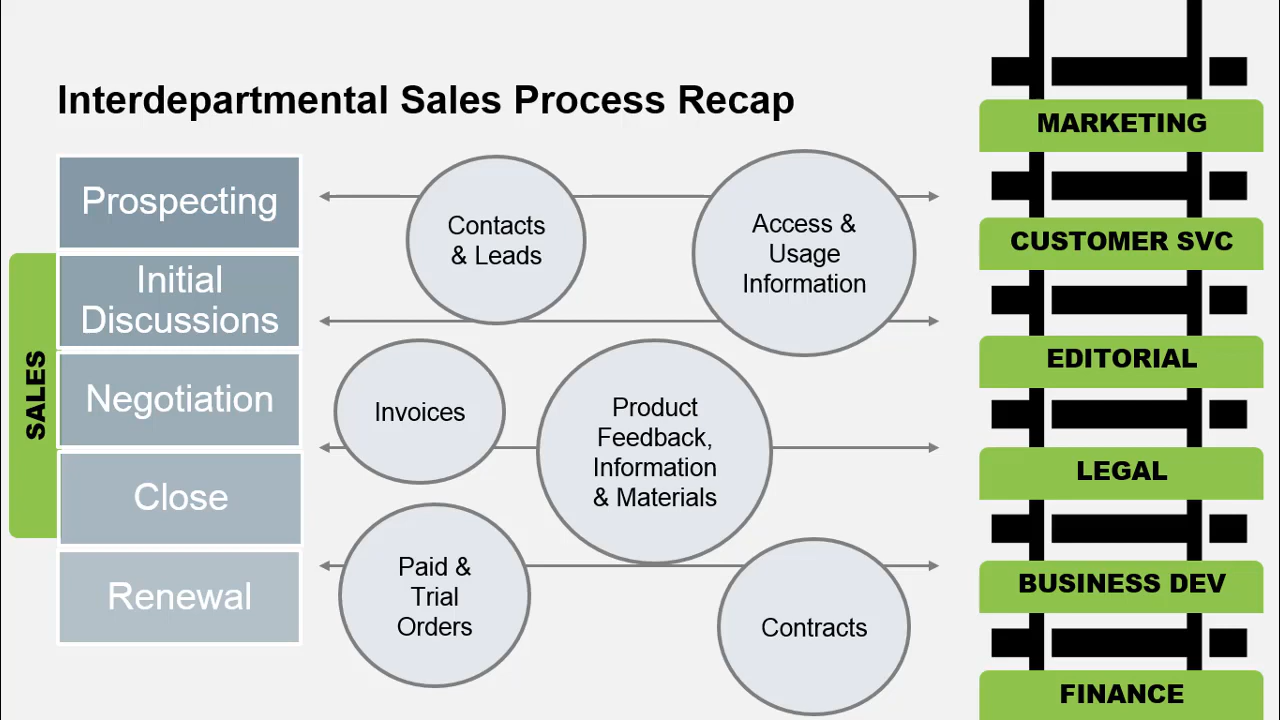 Interdepartmental Sales Process Recap
SALES
Prospecting
Initial
Discussions
Negotiation
Close
Renewal
Contacts
& Leads
Access &
Usage
Information
Invoices
Product
Feedback,
Information
& Materials
Paid &
Trial
Orders
Contracts
MARKETING
CUSTOMER SVC
EDITORIAL
LEGAL
BUSINESS DEV
FINANCE